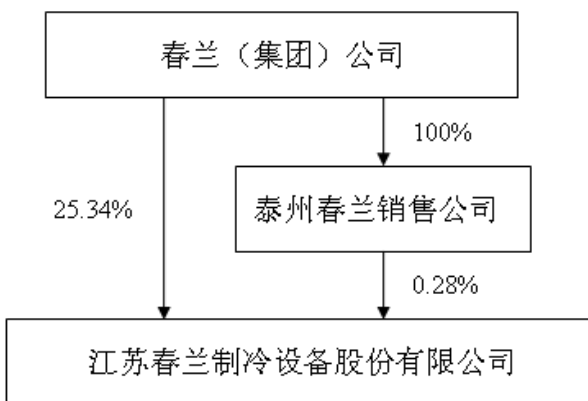 春兰（集团）公司
100%
25.34%
泰州春兰销售公司
0.28%
江苏春兰制冷设备股份有限公司